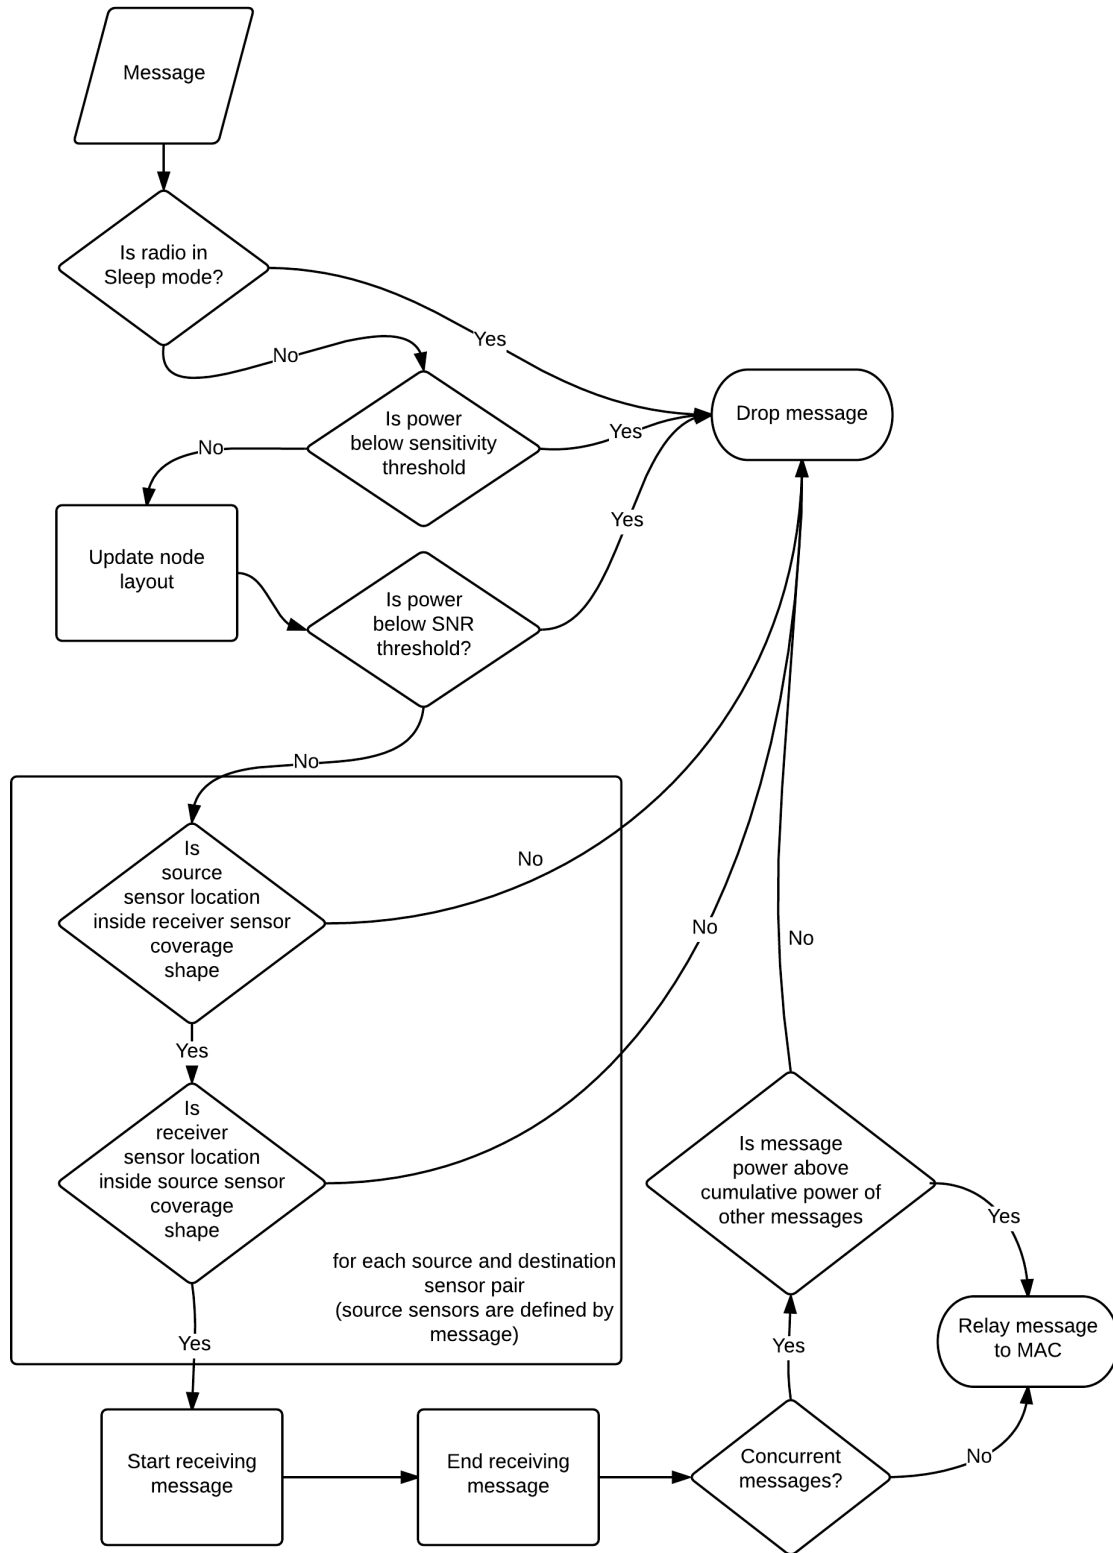 Message
Is radio in
Sleep mode?
Yes
No
Is power
below sensitivity
threshold
Yes
No
Drop message
Update node
layout
Is power
below SNR
threshold?
Yes
No
Is
source
sensor location
inside receiver sensor
coverage
shape
No
Yes
Is
receiver
sensor location
inside source sensor
coverage
shape
No
Yes
for each source and destination
sensor pair
(source sensors are defined by
message)
Start receiving
message
End receiving
message
Concurrent
messages?
Yes
No
Is message
power above
cumulative power of
other messages
No
Yes
Relay message
to MAC